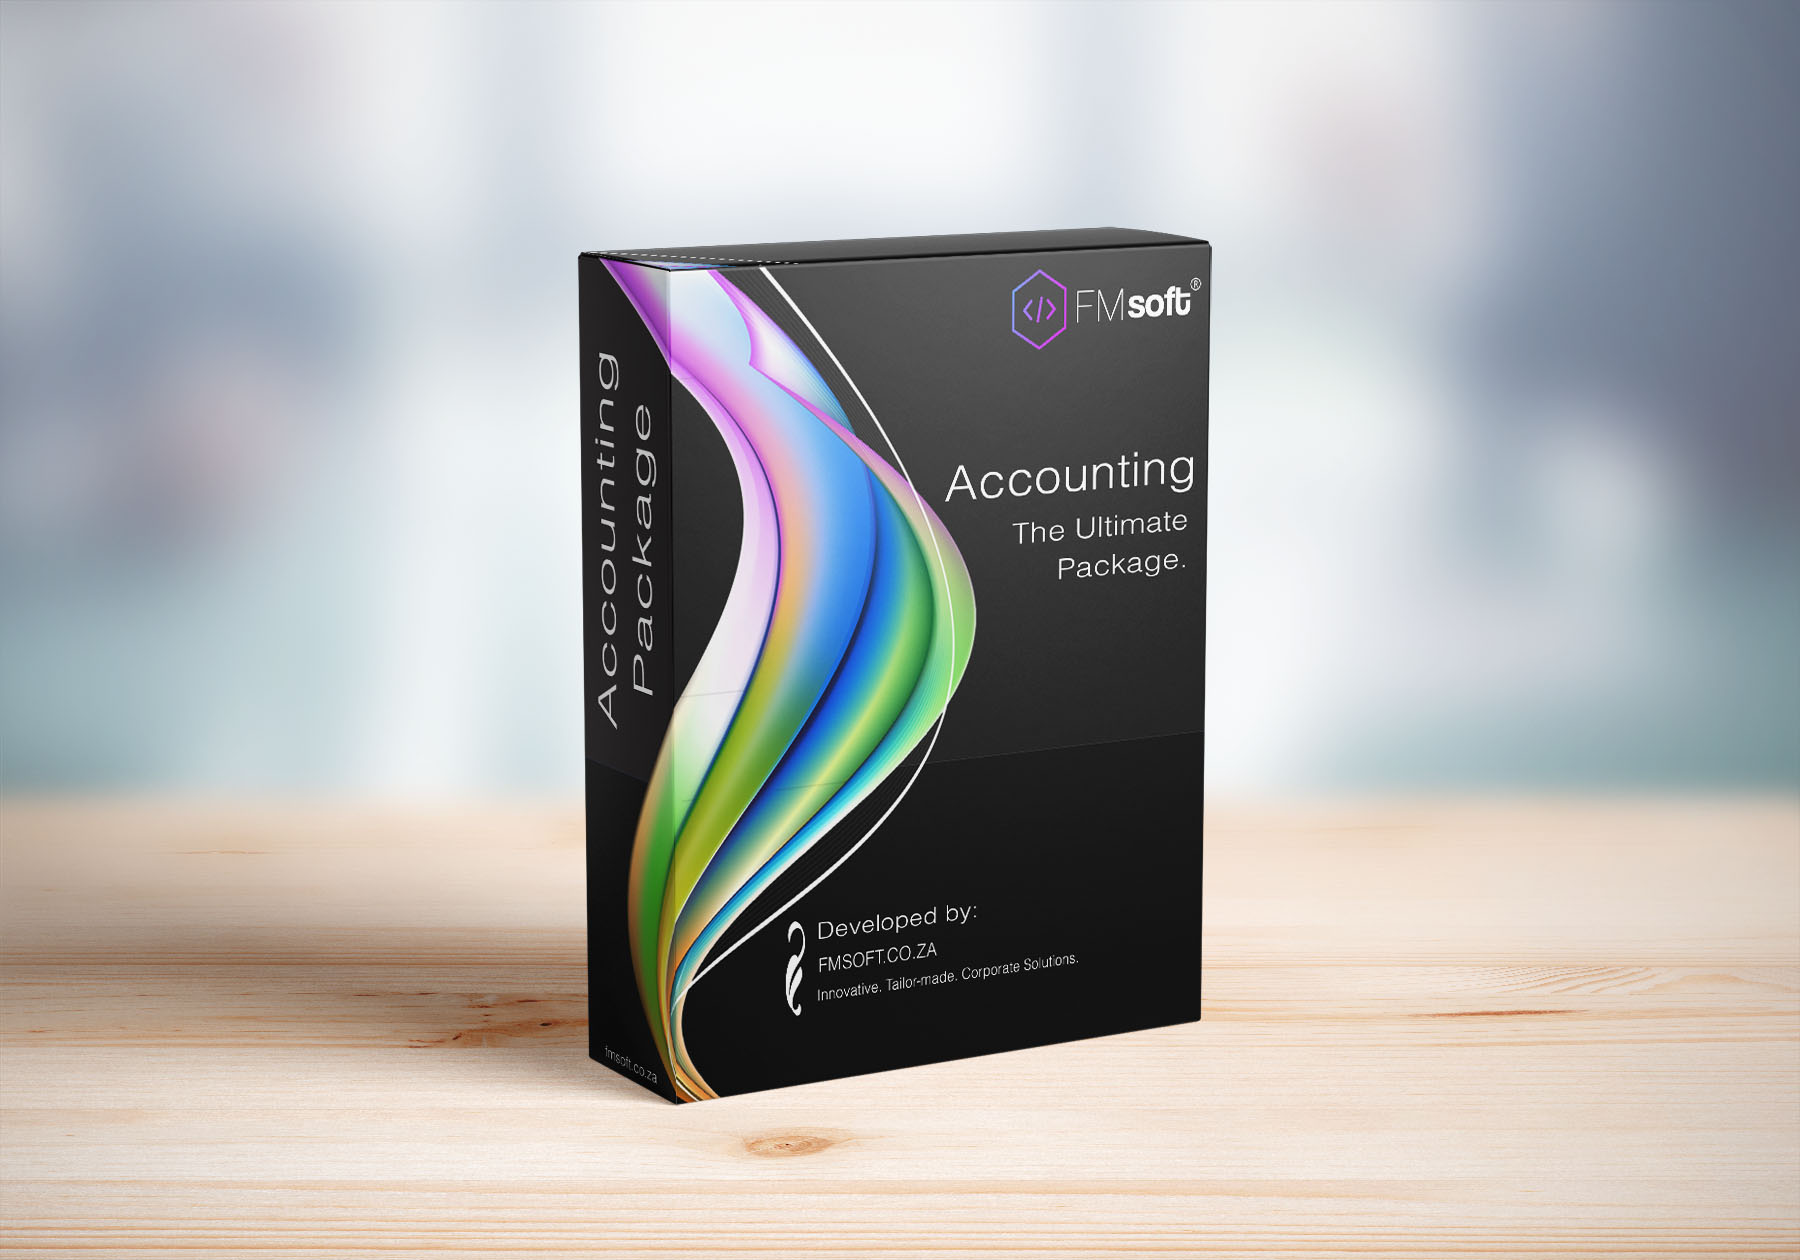 </> FMsoft®
Accounting
The Ultimate
Package.
Accounting
Package
Developed by:
FMSOFT.CO.ZA
Innovative. Tailor-made. Corporate Solutions.
fmsoft.co.za